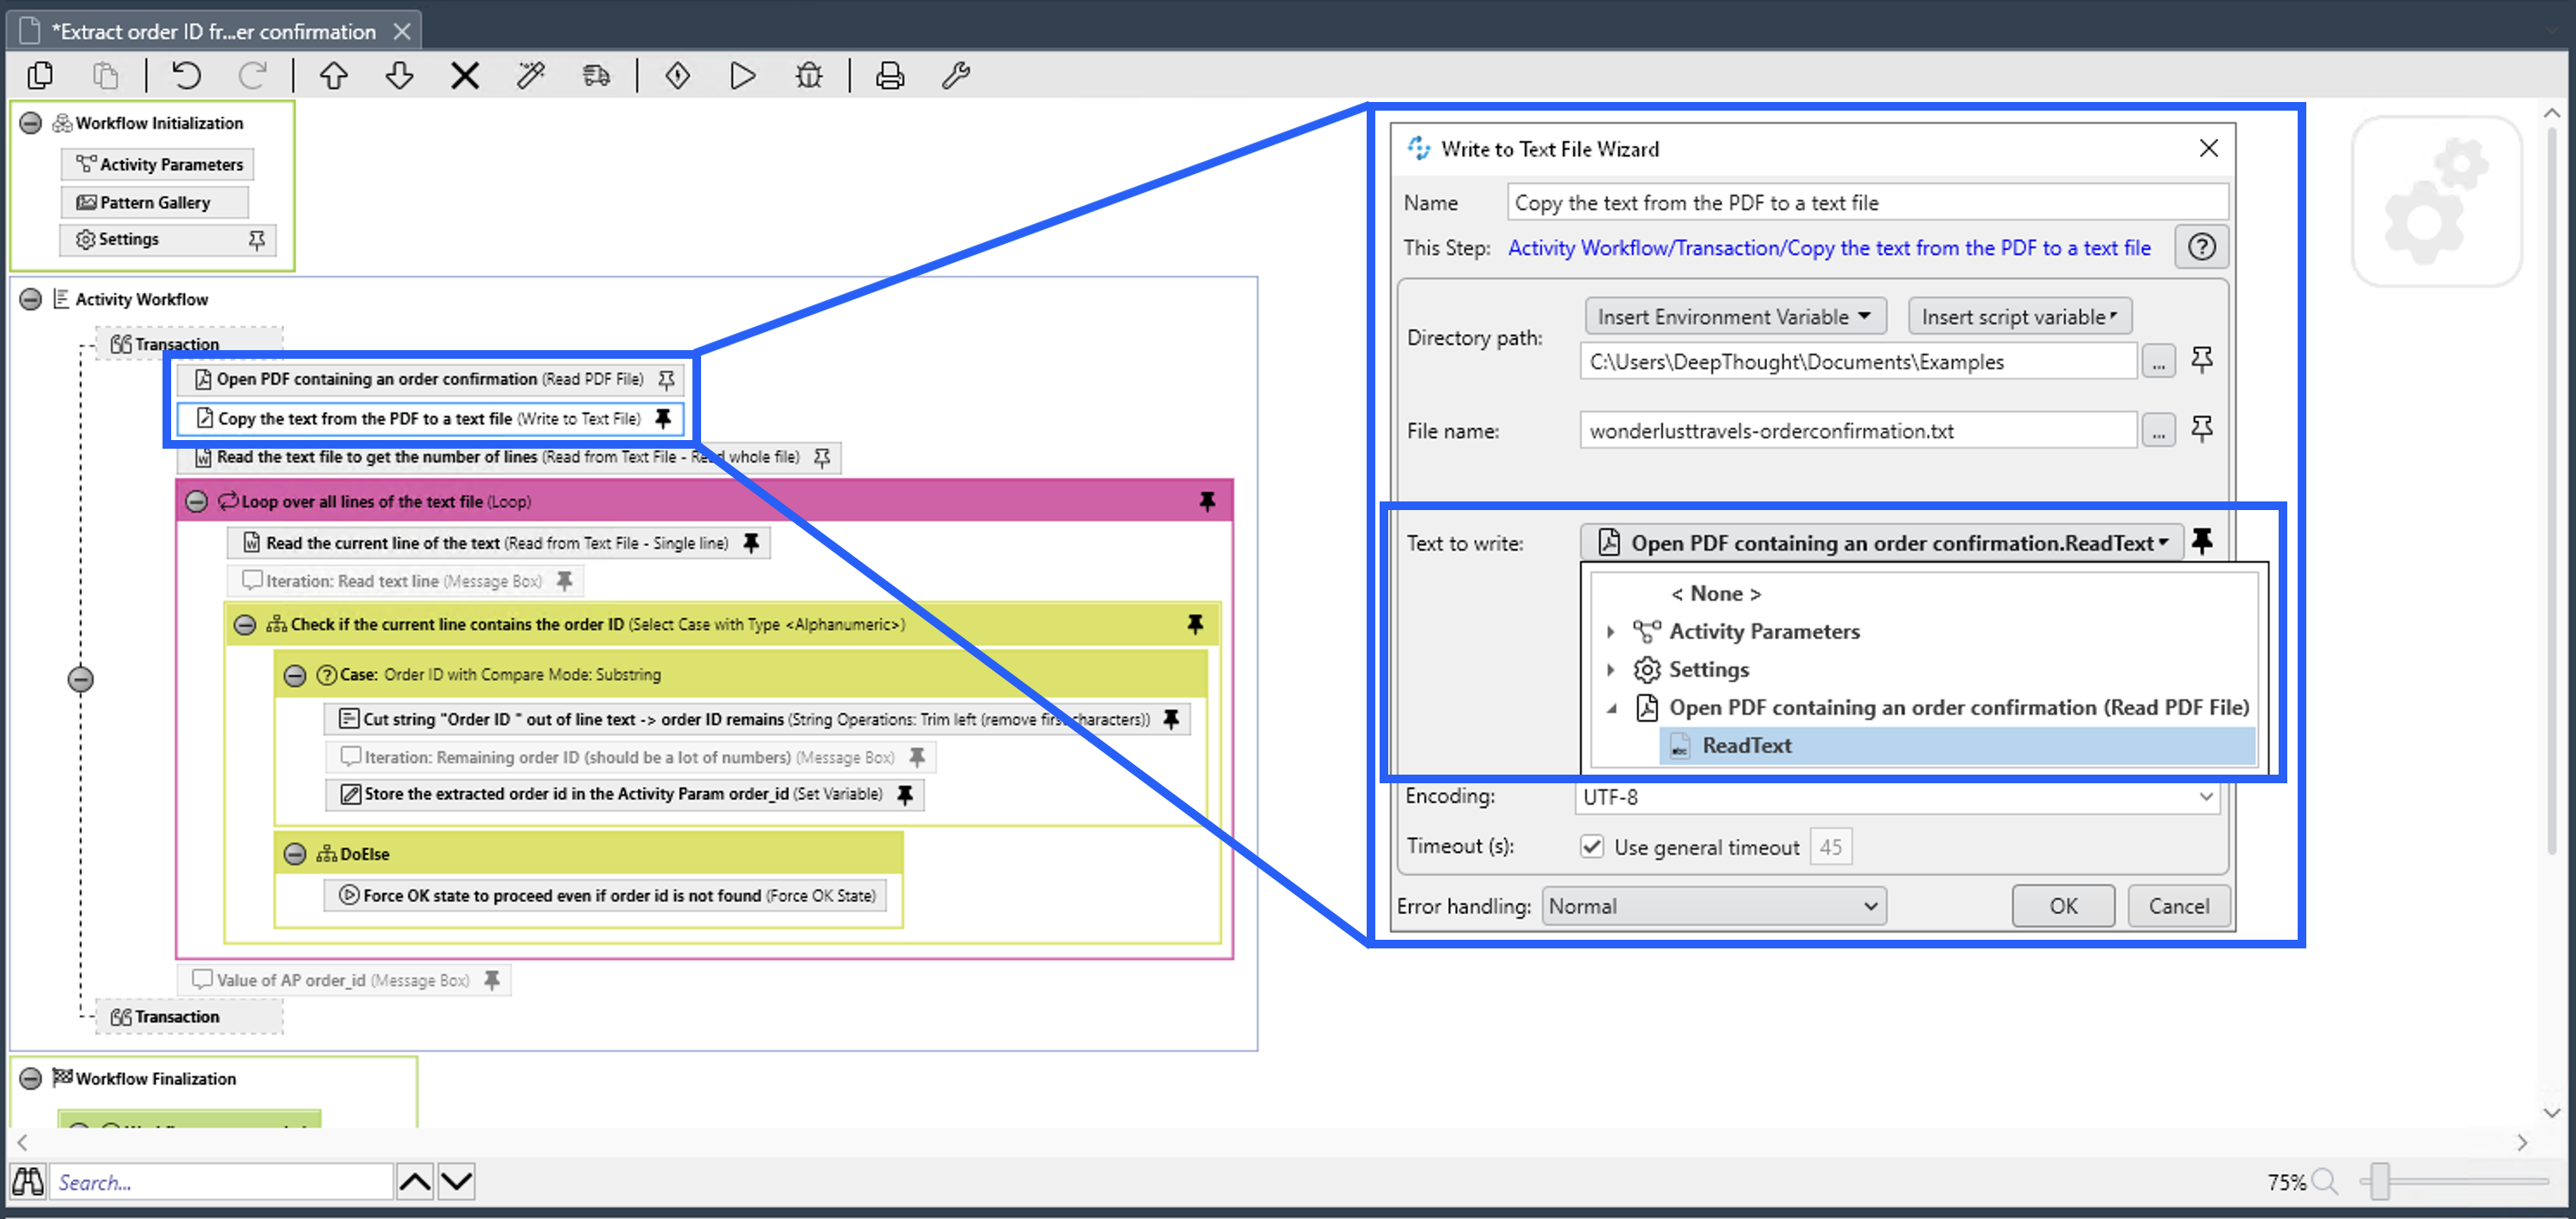 *Extract order ID fr...er confirmation
Workflow Initialization
Activity Parameters
Pattern Gallery
Settings
Activity Workflow
Transaction
Open PDF containing an order confirmation (Read PDF File)
Copy the text from the PDF to a text file (Write to Text File)
Read the text file to get the number of lines (Read from Text File - Read whole file)
Loop over all lines of the text file (Loop)
Read the current line of the text (Read from Text File - Single line)
Iteration: Read text line (Message Box)
Check if the current line contains the order ID (Select Case with Type <Alphanumeric>)
Case: Order ID with Compare Mode: Substring
Cut string "Order ID " out of line text -> order ID remains (String Operations: Trim left (remove first characters))
Iteration: Remaining order ID (should be a lot of numbers) (Message Box)
Store the extracted order id in the Activity Param order_id (Set Variable)
DoElse
Force OK state to proceed even if order id is not found (Force OK State)
Value of AP order_id (Message Box)
Transaction
Workflow Finalization
Search...
75%
Write to Text File Wizard
Name Copy the text from the PDF to a text file
This Step: Activity Workflow/Transaction/Copy the text from the PDF to a text file
Insert Environment Variable Insert script variable
Directory path:
C:\Users\DeepThought\Documents\Examples ...
File name: wonderlusttravels-orderconfirmation.txt ...
Text to write: Open PDF containing an order confirmation.ReadText
< None >
Activity Parameters
Settings
Open PDF containing an order confirmation (Read PDF File)
ReadText
Encoding: UTF-8
Timeout (s): Use general timeout 45
Error handling: Normal OK Cancel